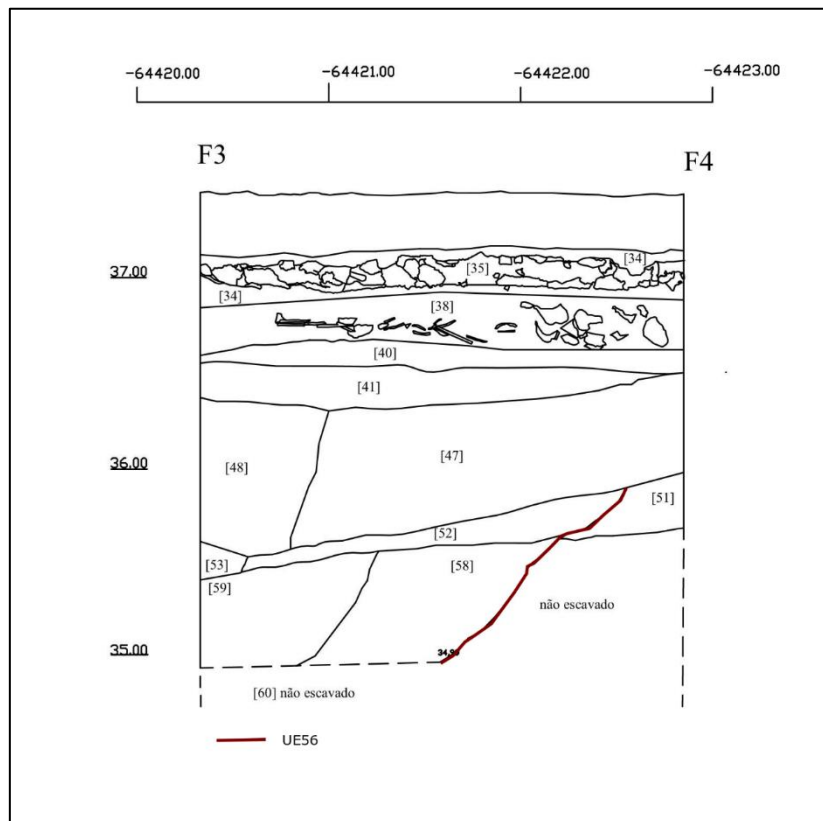 -64420.00 -64421.00 -64422.00 -64423.00
F3 F4
37.00
[34]
[35]
[34]
[38]
[40]
[41]
36.00
[48] [47]
[51]
[52]
[53]
[59] [58]
não escavado
35.00
[60] não escavado
UE56